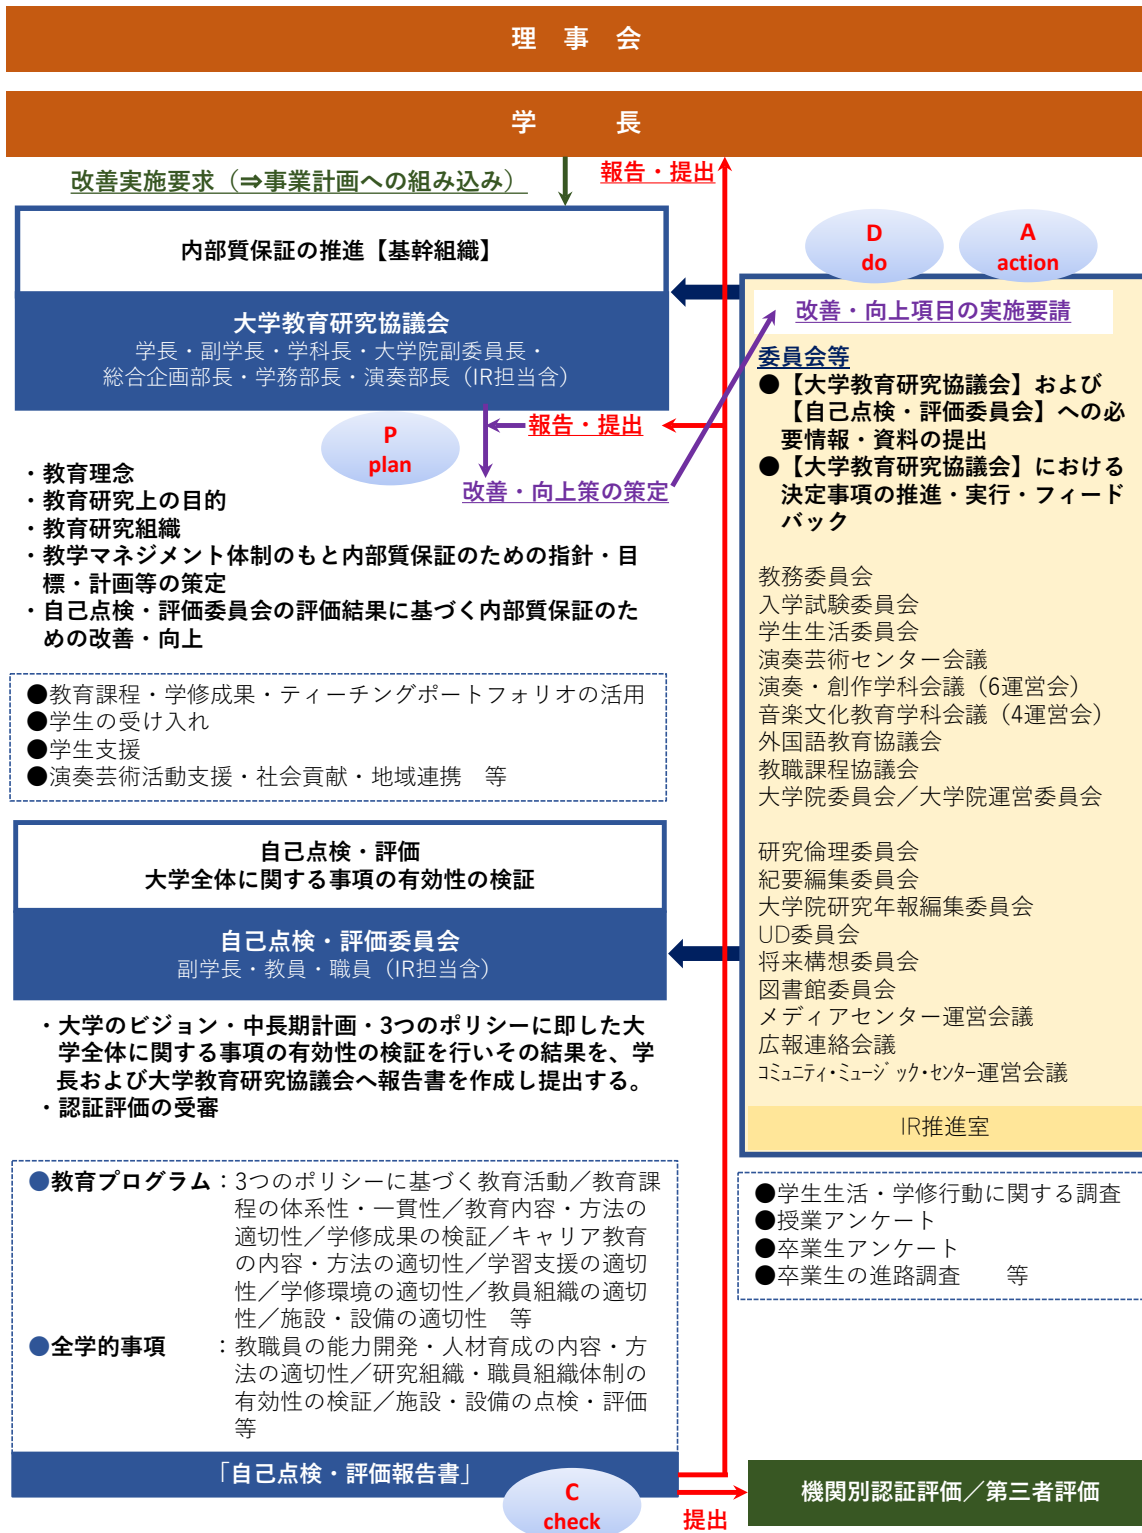 理　事　会
学　　長
改善実施要求（⇒事業計画への組み込み）
報告・提出
内部質保証の推進【基幹組織】
大学教育研究協議会
学長・副学長・学科長・大学院副委員長・
総合企画部長・学務部長・演奏部長（IR担当含）
P
plan
報告・提出
改善・向上策の策定
・教育理念
・教育研究上の目的
・教育研究組織
・教学マネジメント体制のもと内部質保証のための指針・目
標・計画等の策定
・自己点検・評価委員会の評価結果に基づく内部質保証のた
めの改善・向上
●教育課程・学修成果・ティーチングポートフォリオの活用
●学生の受け入れ
●学生支援
●演奏芸術活動支援・社会貢献・地域連携　等
自己点検・評価
大学全体に関する事項の有効性の検証
自己点検・評価委員会
副学長・教員・職員（IR担当含）
・大学のビジョン・中長期計画・3つのポリシーに即した大
学全体に関する事項の有効性の検証を行いその結果を、学
長および大学教育研究協議会へ報告書を作成し提出する。
・認証評価の受審
●教育プログラム：3つのポリシーに基づく教育活動／教育課
程の体系性・一貫性／教育内容・方法の
適切性／学修成果の検証／キャリア教育
の内容・方法の適切性／学習支援の適切
性／学修環境の適切性／教員組織の適切
性／施設・設備の適切性　等
●全学的事項　：教職員の能力開発・人材育成の内容・方
法の適切性／研究組織・職員組織体制の
有効性の検証／施設・設備の点検・評価
等
「自己点検・評価報告書」
C
check
提出
D
do
A
action
改善・向上項目の実施要請
委員会等
●【大学教育研究協議会】および
【自己点検・評価委員会】への必
要情報・資料の提出
●【大学教育研究協議会】における
決定事項の推進・実行・フィード
バック
教務委員会
入学試験委員会
学生生活委員会
演奏芸術センター会議
演奏・創作学科会議（6運営会）
音楽文化教育学科会議（4運営会）
外国語教育協議会
教職課程協議会
大学院委員会／大学院運営委員会
研究倫理委員会
紀要編集委員会
大学院研究年報編集委員会
UD委員会
将来構想委員会
図書館委員会
メディアセンター運営会議
広報連絡会議
ｺﾐｭﾆﾃｨ・ﾐｭｰｼﾞｯｸ・ｾﾝﾀｰ運営会議
IR推進室
●学生生活・学修行動に関する調査
●授業アンケート
●卒業生アンケート
●卒業生の進路調査　　等
機関別認証評価／第三者評価